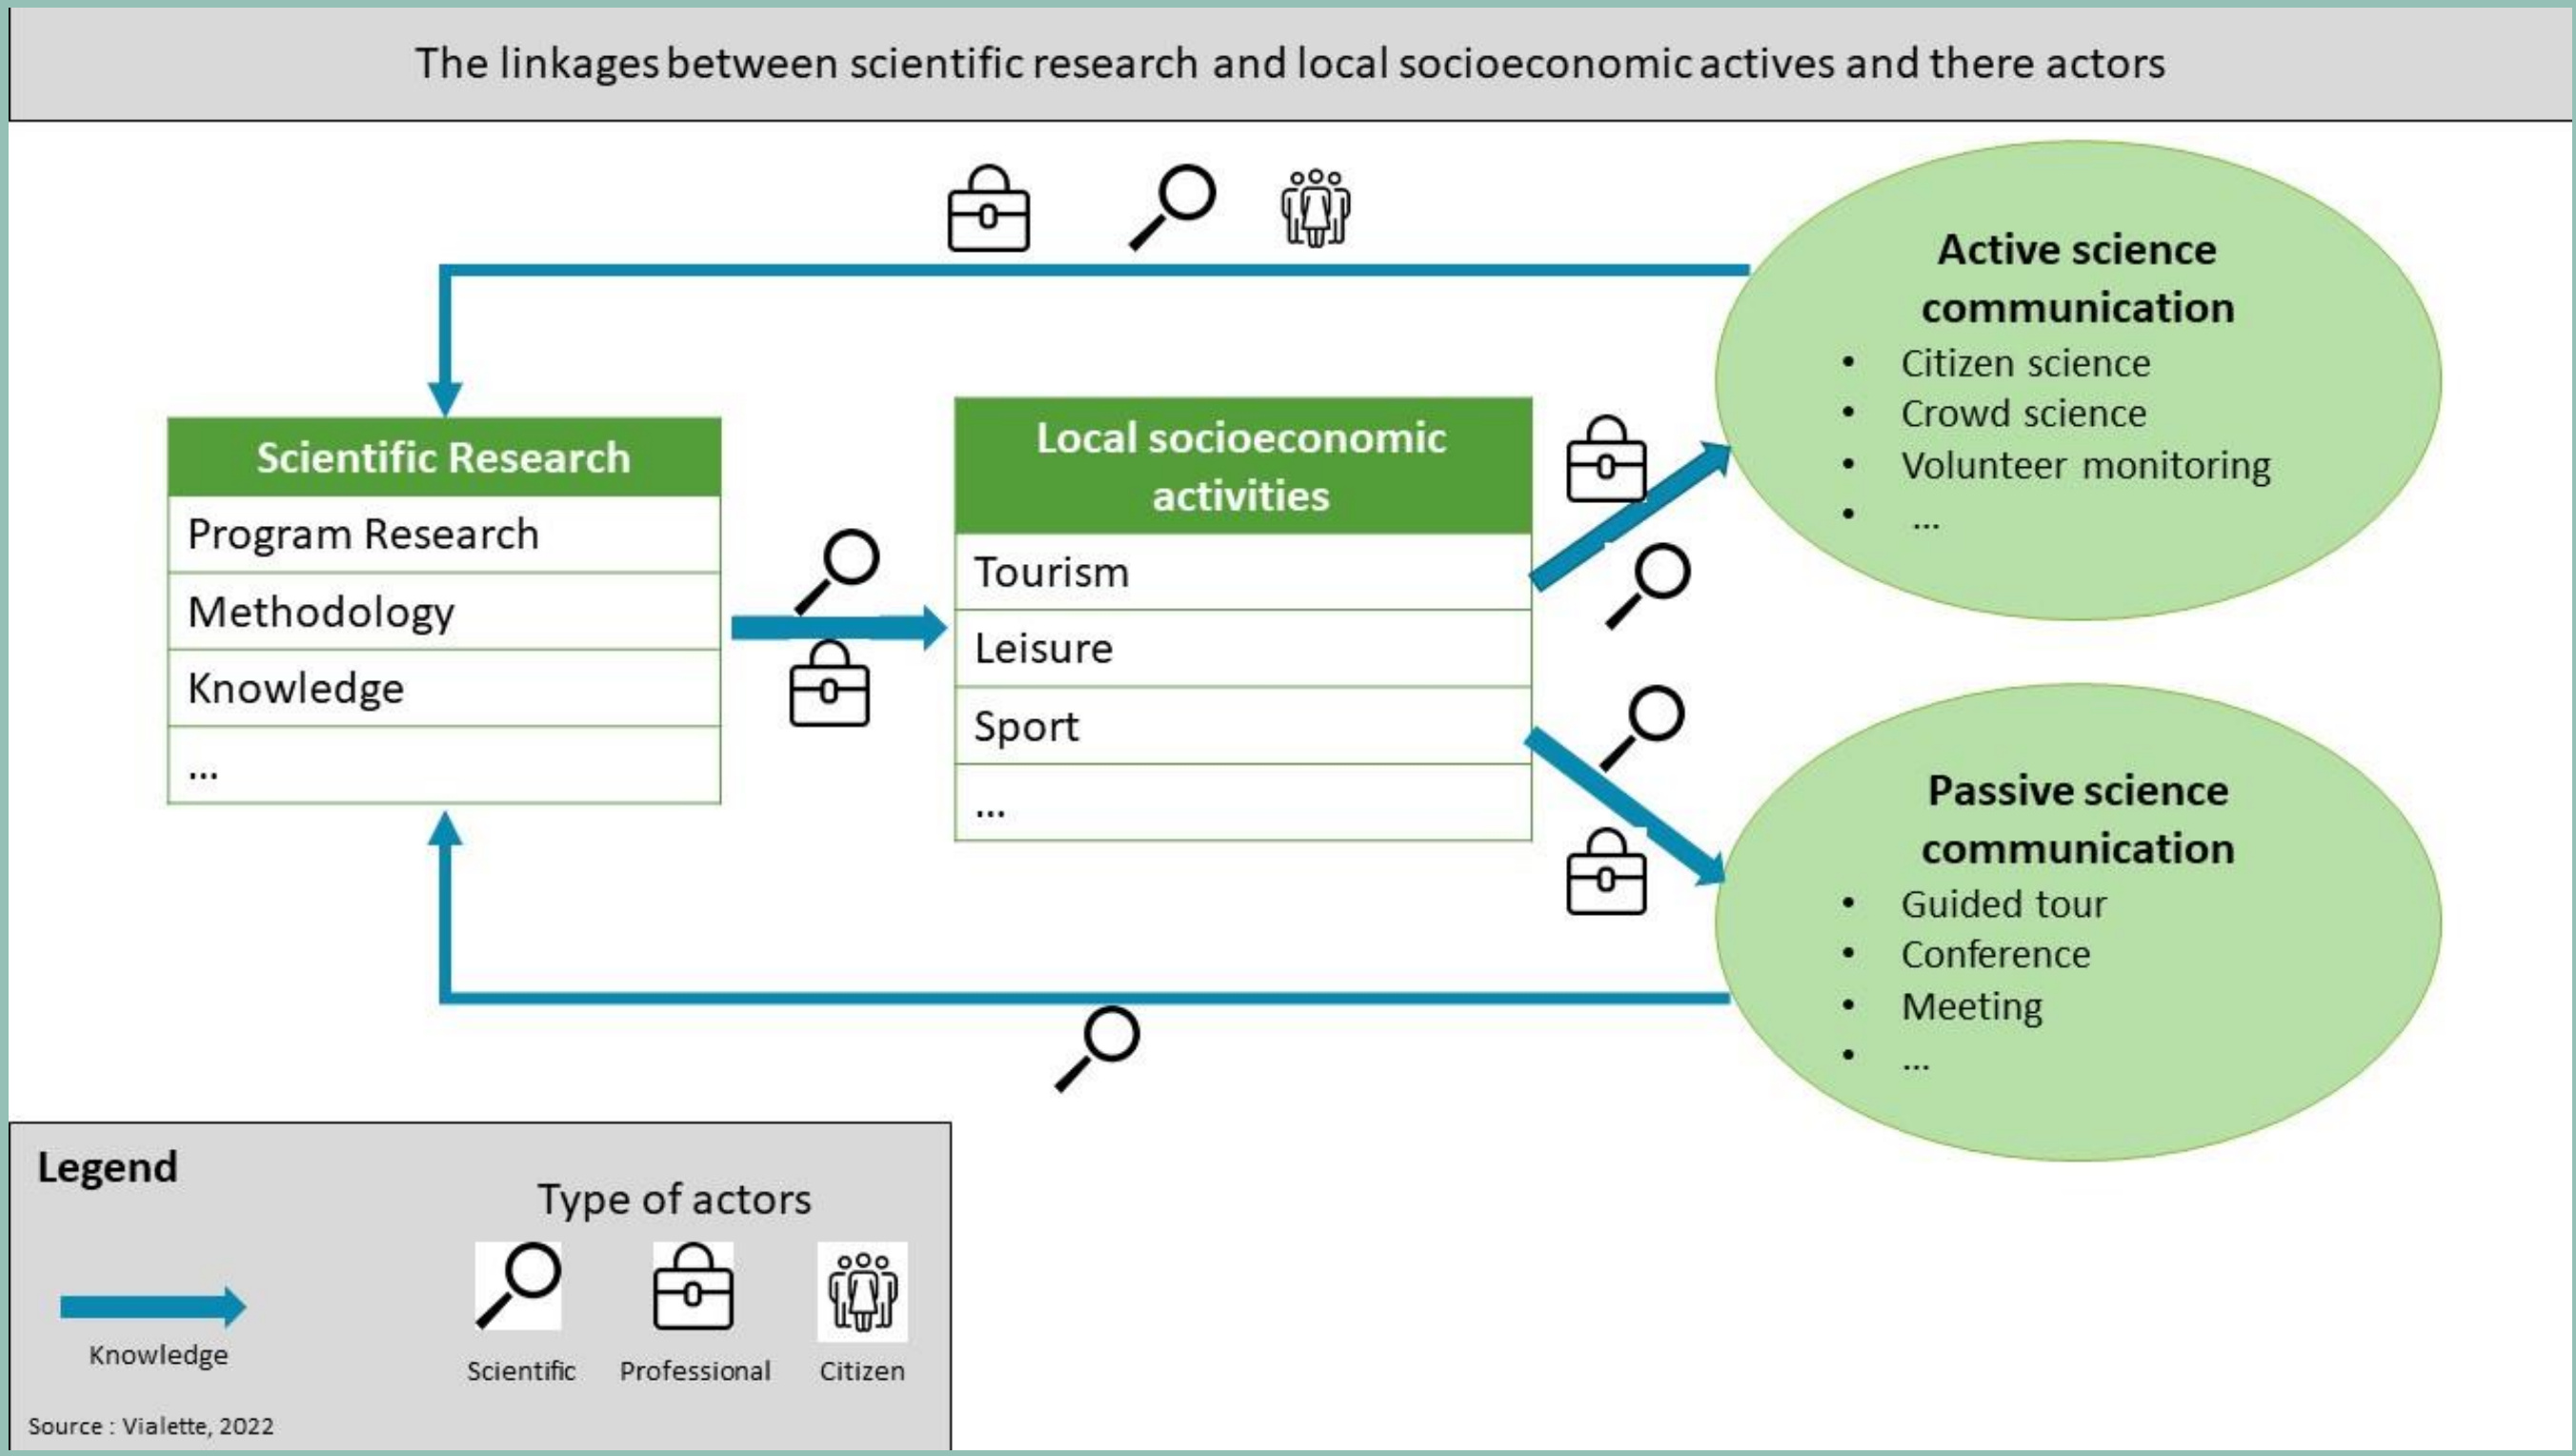 The linkages between scientific research and local socioeconomic actives and there actors
Active science
communication
• Citizen science
• Crowd science
• Volunteer monitoring
• ...
Scientific Research
Program Research
Methodology
Knowledge
...
Local socioeconomic
activities
Tourism
Leisure
Sport
...
Passive science
communication
• Guided tour
• Conference
• Meeting
• ...
Legend
Type of actors
Knowledge
Scientific
Professional
Citizen
Source : Vialette, 2022